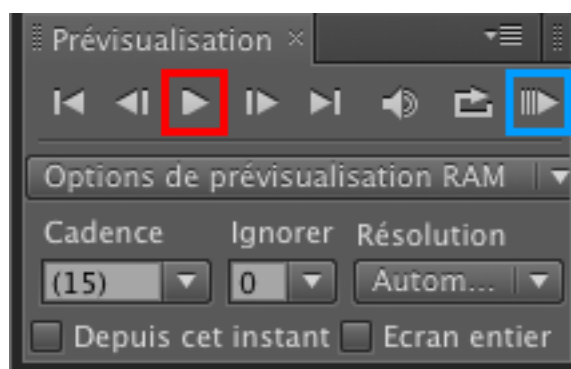 Prévisualisation ×
Options de prévisualisation RAM
Cadence Ignorer Résolution
(15) 0 Autom...
Depuis cet instant Ecran entier